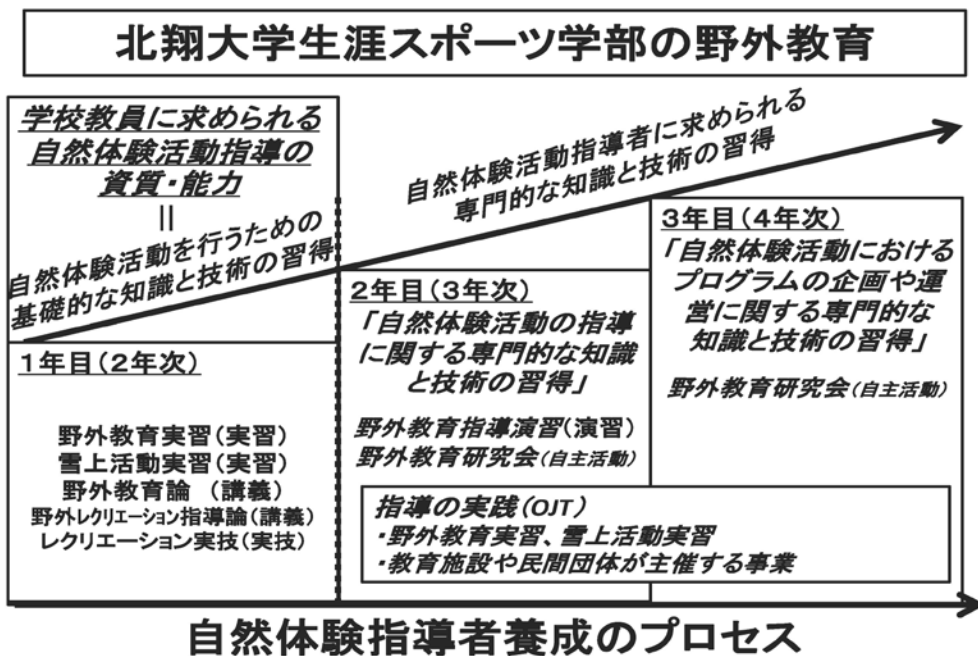 北翔大学生涯スポーツ学部の野外教育
学校教員に求められる
自然体験活動指導の
資質・能力
＝
自然体験活動を行うための
基礎的な知識と技術の習得
自然体験活動指導者に求められる
専門的な知識と技術の習得
1年目(2年次)
野外教育実習(実習)
雪上活動実習(実習)
野外教育論 (講義)
野外レクリエーション指導論(講義)
レクリエーション実技(実技)
2年目(3年次)
「自然体験活動の指導
に関する専門的な知識
と技術の習得」
野外教育指導演習(演習)
野外教育研究会(自主活動)
3年目(4年次)
「自然体験活動における
プログラムの企画や運
営に関する専門的な
知識と技術の習得」
野外教育研究会(自主活動)
指導の実践(OJT)
・野外教育実習、雪上活動実習
・教育施設や民間団体が主催する事業
自然体験指導者養成のプロセス